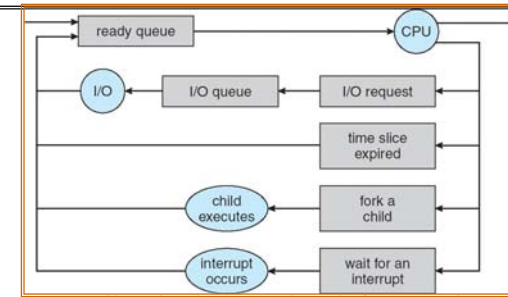 ready queue
CPU
I/O
I/O queue
I/O request
time slice
expired
child
executes
fork a
child
interrupt
occurs
wait for an
interrupt